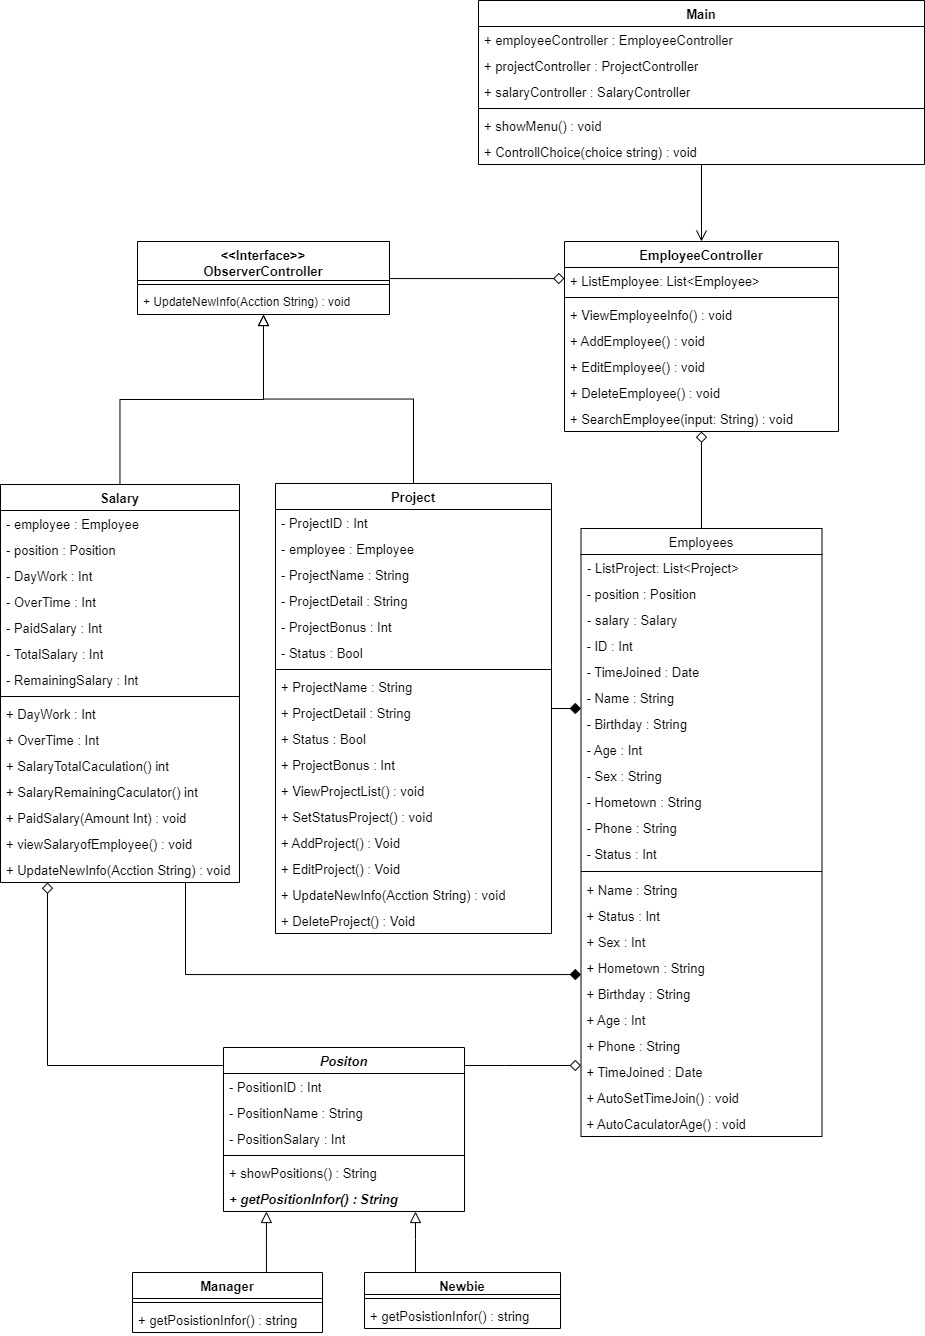 Main
+ employeeController : EmployeeController
+ projectController : ProjectController
+ salaryController : SalaryController
+ showMenu() : void
+ ControllChoice(choice string) : void
<<Interface>>
ObserverController
+ UpdateNewInfo(Acction String) : void
EmployeeController
+ ListEmployee: List<Employee>
+ ViewEmployeeInfo() : void
+ AddEmployee() : void
+ EditEmployee() : void
+ DeleteEmployee() : void
+ SearchEmployee(input: String) : void
Salary
- employee : Employee
- position : Position
- DayWork : Int
- OverTime : Int
- PaidSalary : Int
- TotalSalary : Int
- RemainingSalary : Int
+ DayWork : Int
+ OverTime : Int
+ SalaryTotalCaculation() int
+ SalaryRemainingCaculator() int
+ PaidSalary(Amount Int) : void
+ viewSalaryofEmployee() : void
+ UpdateNewInfo(Acction String) : void
Project
- ProjectID : Int
- employee : Employee
- ProjectName : String
- ProjectDetail : String
- ProjectBonus : Int
- Status : Bool
+ ProjectName : String
+ ProjectDetail : String
+ Status : Bool
+ ProjectBonus : Int
+ ViewProjectList() : void
+ SetStatusProject() : void
+ AddProject() : Void
+ EditProject() : Void
+ UpdateNewInfo(Acction String) : void
+ DeleteProject() : Void
Employees
- ListProject: List<Project>
- position : Position
- salary : Salary
- ID : Int
- TimeJoined : Date
- Name : String
- Birthday : String
- Age : Int
- Sex : String
- Hometown : String
- Phone : String
- Status : Int
+ Name : String
+ Status : Int
+ Sex : Int
+ Hometown : String
+ Birthday : String
+ Age : Int
+ Phone : String
+ TimeJoined : Date
+ AutoSetTimeJoin() : void
+ AutoCaculatorAge() : void
Positon
- PositionID : Int
- PositionName : String
- PositionSalary : Int
+ showPositions() : String
+ getPositionInfor() : String
Manager
+ getPosistionInfor() : string
Newbie
+ getPosistionInfor() : string